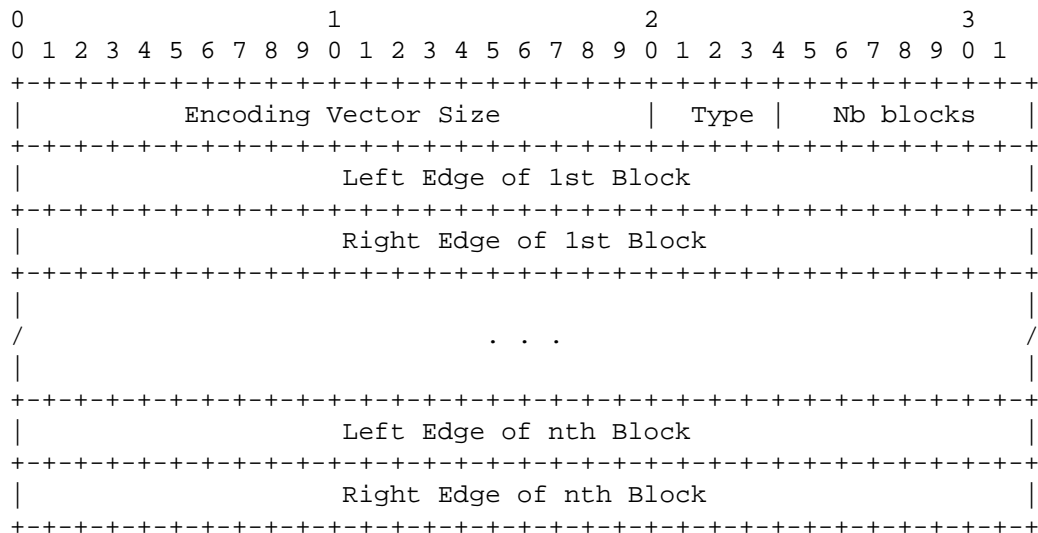 0                   1                   2                   3
0 1 2 3 4 5 6 7 8 9 0 1 2 3 4 5 6 7 8 9 0 1 2 3 4 5 6 7 8 9 0 1
+-+-+-+-+-+-+-+-+-+-+-+-+-+-+-+-+-+-+-+-+-+-+-+-+-+-+-+-+-+-+-+-+
|          Encoding Vector Size         |  Type |   Nb blocks   |
+-+-+-+-+-+-+-+-+-+-+-+-+-+-+-+-+-+-+-+-+-+-+-+-+-+-+-+-+-+-+-+-+
|                    Left Edge of 1st Block                     |
+-+-+-+-+-+-+-+-+-+-+-+-+-+-+-+-+-+-+-+-+-+-+-+-+-+-+-+-+-+-+-+-+
|                    Right Edge of 1st Block                    |
+-+-+-+-+-+-+-+-+-+-+-+-+-+-+-+-+-+-+-+-+-+-+-+-+-+-+-+-+-+-+-+-+
|                                                               |
/                             . . .                             /
|                                                               |
+-+-+-+-+-+-+-+-+-+-+-+-+-+-+-+-+-+-+-+-+-+-+-+-+-+-+-+-+-+-+-+-+
|                    Left Edge of nth Block                     |
+-+-+-+-+-+-+-+-+-+-+-+-+-+-+-+-+-+-+-+-+-+-+-+-+-+-+-+-+-+-+-+-+
|                    Right Edge of nth Block                    |
+-+-+-+-+-+-+-+-+-+-+-+-+-+-+-+-+-+-+-+-+-+-+-+-+-+-+-+-+-+-+-+-+